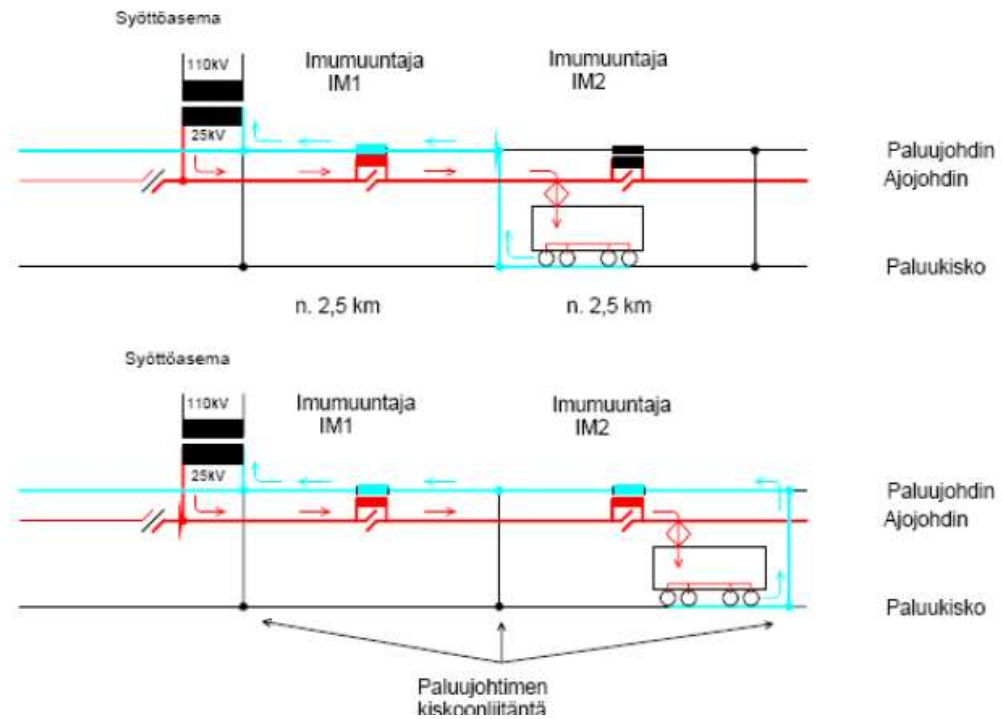 Syöttöasema
110kV
25kV
Imumuuntaja
IM1
Imumuuntaja
IM2
Paluujohdin
Ajojohdin
Paluukisko
n. 2,5 km
n. 2,5 km
Syöttöasema
110kV
25kV
Imumuuntaja
IM1
Imumuuntaja
IM2
Paluujohdin
Ajojohdin
Paluukisko
Paluujohtimen
kiskoonliitäntä